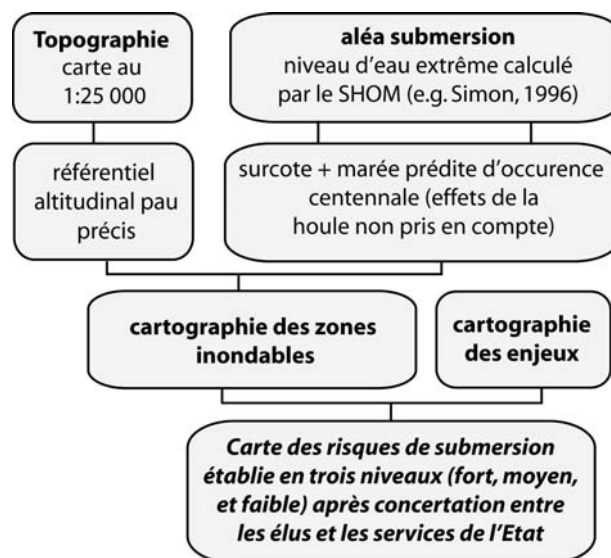 Topographie
carte au
1:25 000
aléa submersion
niveau d'eau extrême calculé
par le SHOM (e.g. Simon, 1996)
référentiel
altitudinal pau
précis
surcote + marée prédite d'occurence
centennale (effets de la
houle non pris en compte)
cartographie des zones
inondables
cartographie
des enjeux
Carte des risques de submersion
établie en trois niveaux (fort, moyen,
et faible) après concertation entre
les élus et les services de l'Etat